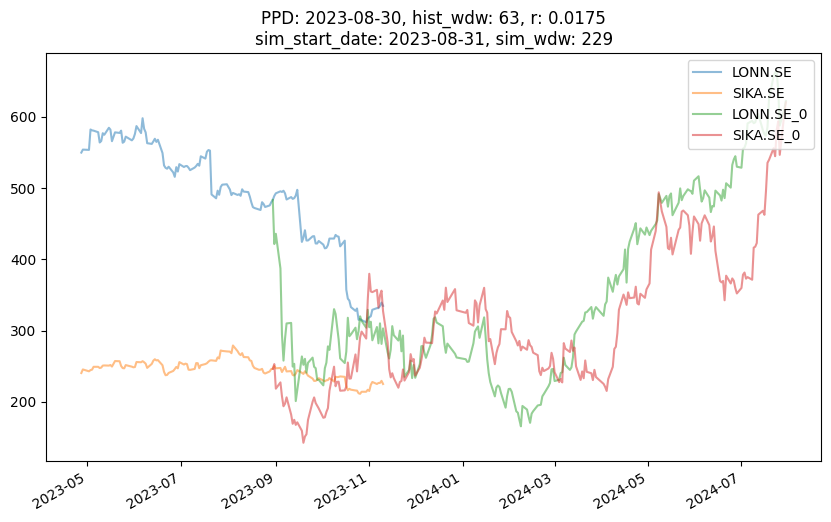 PPD: 2023-08-30, hist_wdw: 63, r: 0.0175
sim_start_date: 2023-08-31, sim_wdw: 229
LONN.SE
SIKA.SE
LONN.SE_0
SIKA.SE_0
600
500
400
300
200
2023-05
2023-07
2023-09
2023-11
2024-01
2024-03
2024-05
2024-07